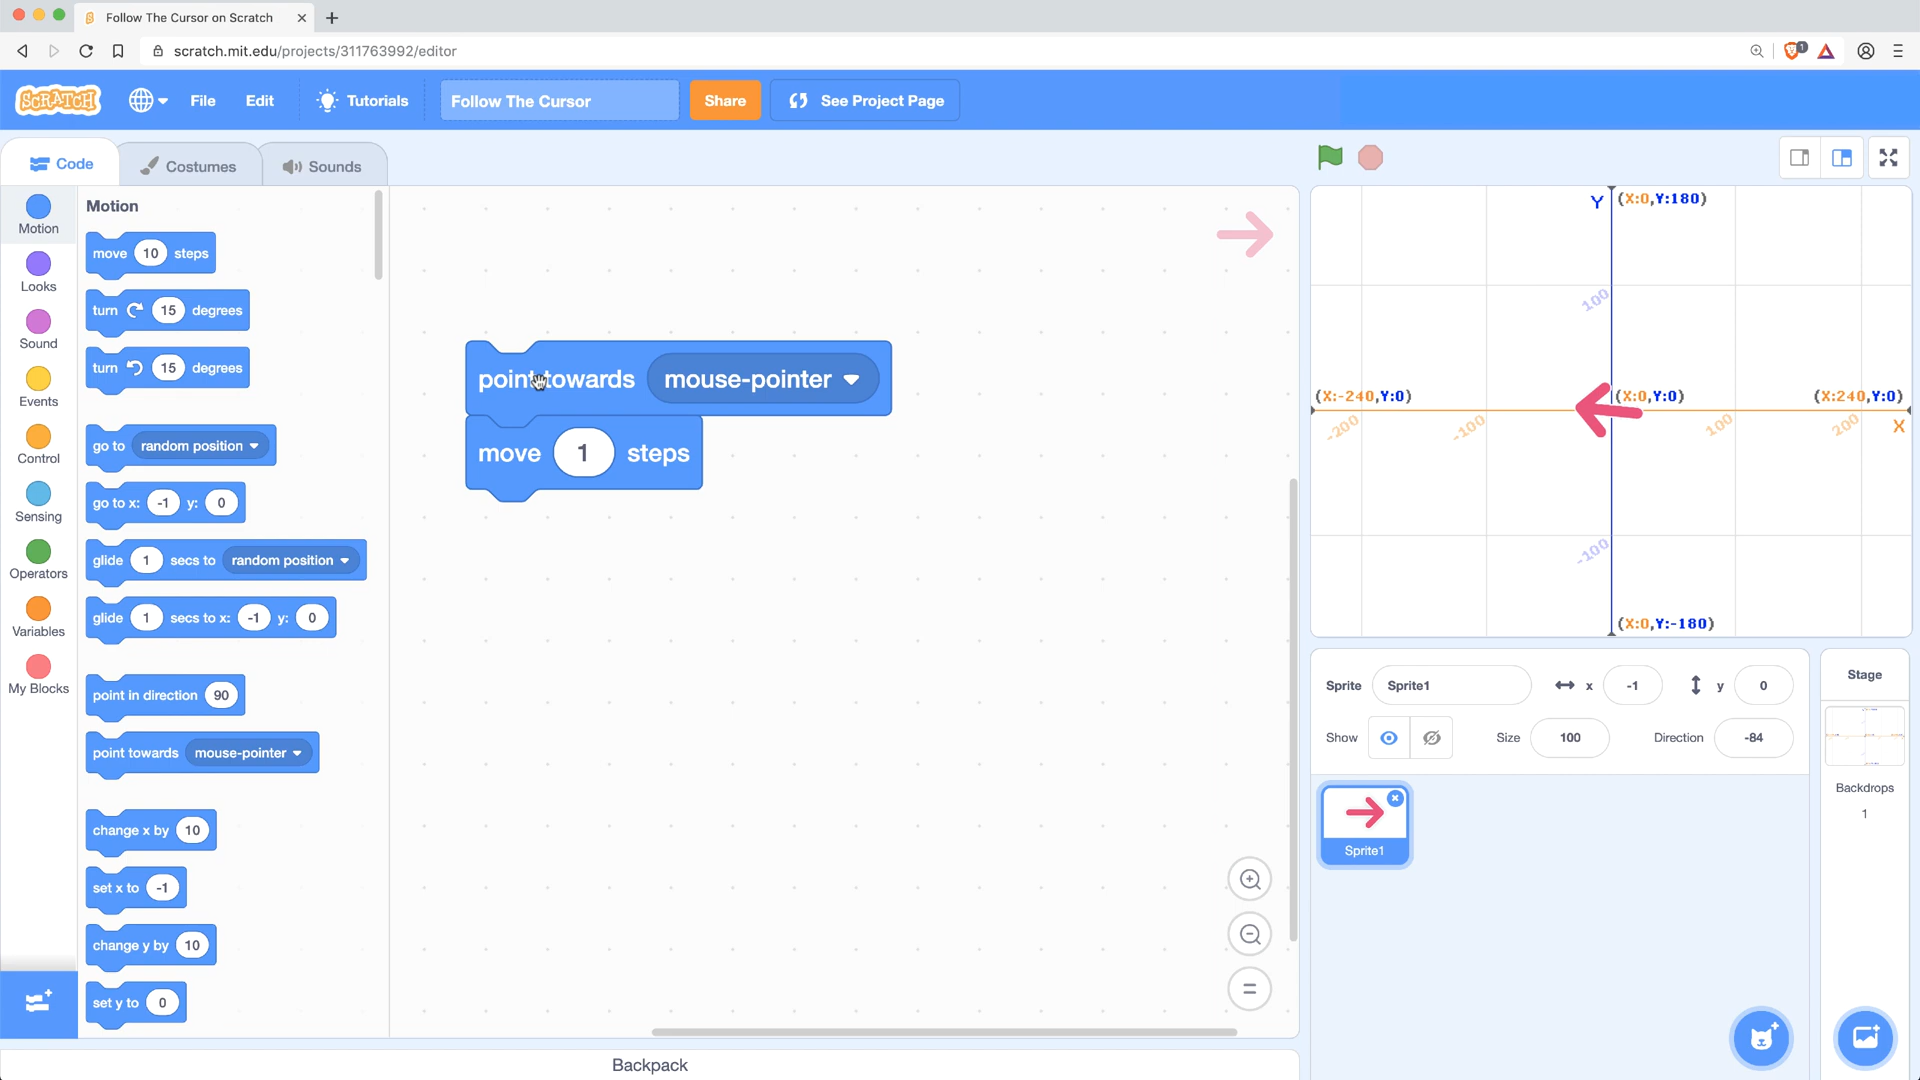 Follow The Cursor on Scratch
scratch.mit.edu/projects/311763992/editor
1
SCRATCH
File
Edit
Tutorials
Follow The Cursor
Share
See Project Page
Code
Costumes
Sounds
Motion
Looks
Sound
Events
Control
Sensing
Operators
Variables
My Blocks
Motion
move 10 steps
turn 15 degrees
turn 15 degrees
go to random position
go to x: -1 y: 0
glide 1 secs to random position
glide 1 secs to x: -1 y: 0
point in direction 90
point towards mouse-pointer
change x by 10
set x to -1
change y by 10
set y to 0
point towards mouse-pointer
move 1 steps
Backpack
Y (X:0,Y:180)
100
(X:-240,Y:0) (X:0,Y:0) (X:240,Y:0)
-200 -100 100 200 X
-100
(X:0,Y:-180)
Sprite Sprite1 x -1 y 0
Show Size 100 Direction -84
Sprite1
Stage
Backdrops
1